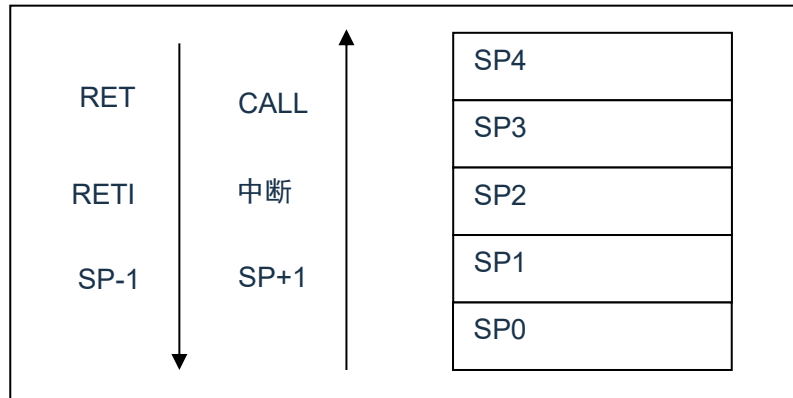 RET
CALL
RETI
中断
SP-1
SP+1
SP4
SP3
SP2
SP1
SP0